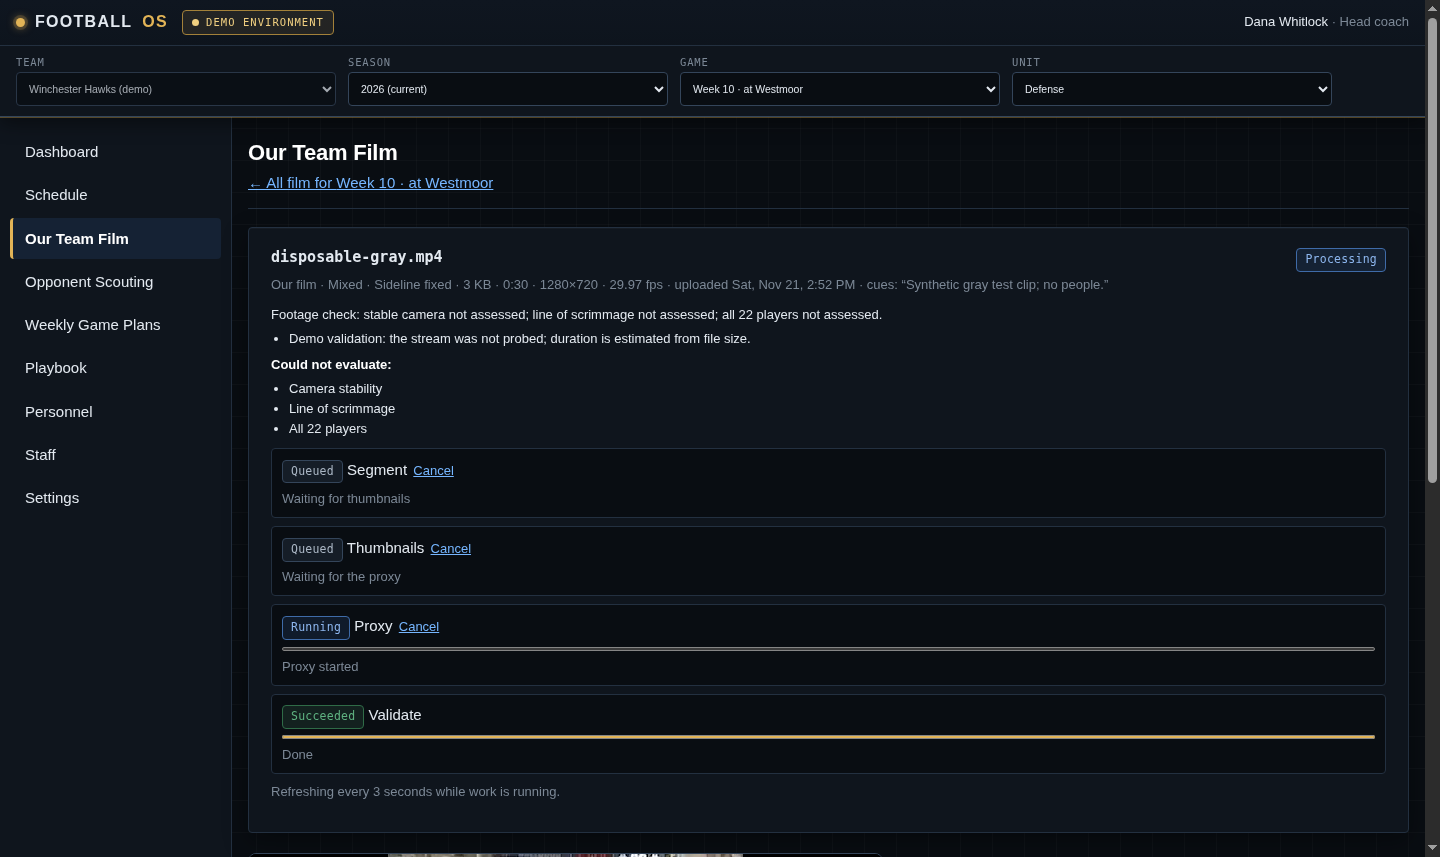 FOOTBALL OS
DEMO ENVIRONMENT
Dana Whitlock · Head coach
TEAM
Winchester Hawks (demo)
SEASON
2026 (current)
GAME
Week 10 · at Westmoor
UNIT
Defense
Dashboard
Schedule
Our Team Film
Opponent Scouting
Weekly Game Plans
Playbook
Personnel
Staff
Settings
Our Team Film
← All film for Week 10 · at Westmoor
disposable-gray.mp4
Processing
Our film · Mixed · Sideline fixed · 3 KB · 0:30 · 1280×720 · 29.97 fps · uploaded Sat, Nov 21, 2:52 PM · cues: “Synthetic gray test clip; no people.”
Footage check: stable camera not assessed; line of scrimmage not assessed; all 22 players not assessed.
• Demo validation: the stream was not probed; duration is estimated from file size.
Could not evaluate:
• Camera stability
• Line of scrimmage
• All 22 players
Queued Segment Cancel
Waiting for thumbnails
Queued Thumbnails Cancel
Waiting for the proxy
Running Proxy Cancel
Proxy started
Succeeded Validate
Done
Refreshing every 3 seconds while work is running.